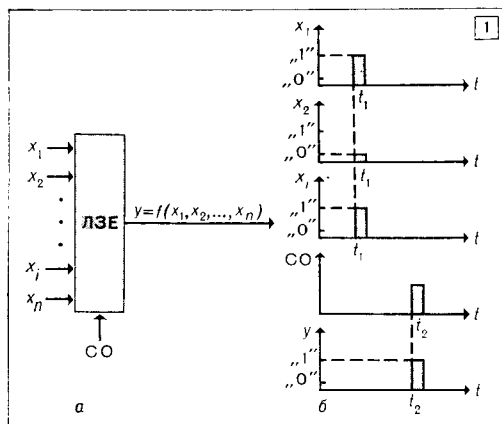 1
x₁
x₂
xᵢ
xₙ
ЛЗЕ
y=f(x₁,x₂,...,xₙ)
СО
а
x₁
„1”
„0”
t₁
t
x₂
„1”
„0”
t₁
t
xᵢ
„1”
„0”
t₁
t
СО
t₂
t
y
„1”
„0”
t₂
t
б